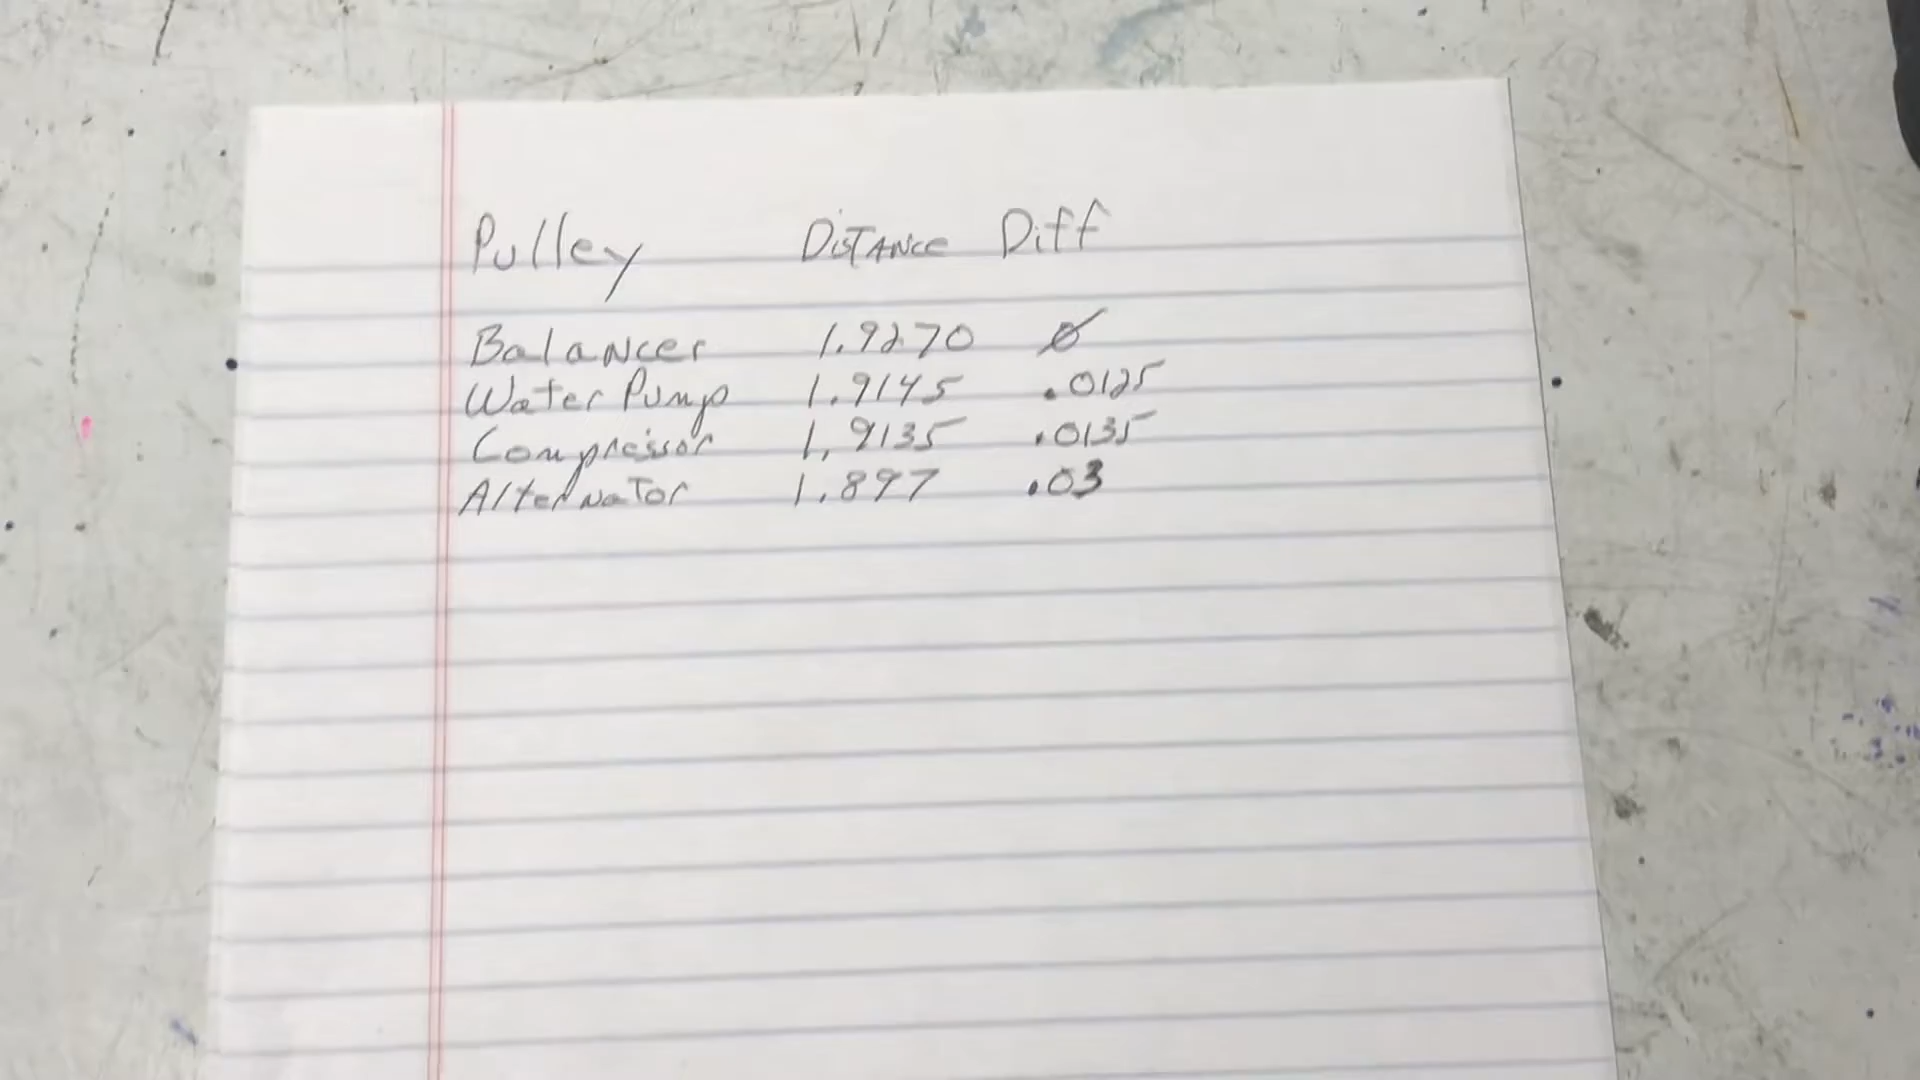 Pulley Distance Diff
Balancer 1.9270 0
Water Pump 1.9145 .0125
Compressor 1.9135 .0135
Alternator 1.897 .03